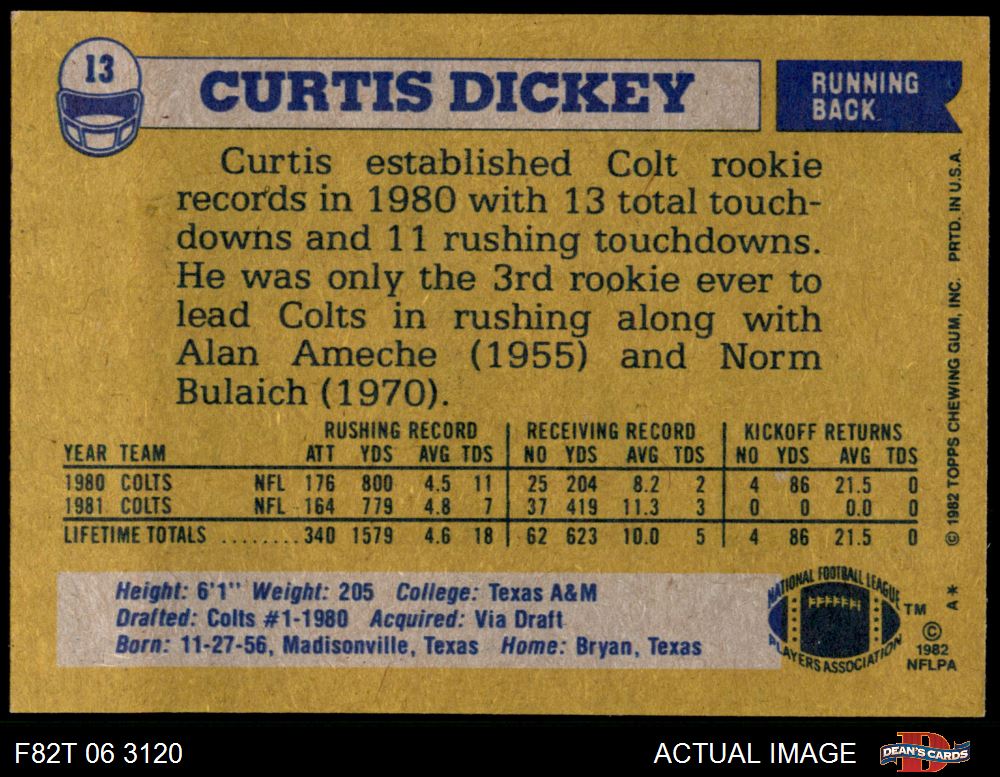 13
CURTIS DICKEY
RUNNING
BACK
Curtis established Colt rookie
records in 1980 with 13 total touch-
downs and 11 rushing touchdowns.
He was only the 3rd rookie ever to
lead Colts in rushing along with
Alan Ameche (1955) and Norm
Bulaich (1970).
RUSHING RECORD RECEIVING RECORD KICKOFF RETURNS
YEAR TEAM ATT YDS AVG TDS NO YDS AVG TDS NO YDS AVG TDS
1980 COLTS NFL 176 800 4.5 11 25 204 8.2 2 4 86 21.5 0
1981 COLTS NFL 164 779 4.8 7 37 419 11.3 3 0 0 0.0 0
LIFETIME TOTALS ........ 340 1579 4.6 18 62 623 10.0 5 4 86 21.5 0
Height: 6'1" Weight: 205 College: Texas A&M
Drafted: Colts #1-1980 Acquired: Via Draft
Born: 11-27-56, Madisonville, Texas Home: Bryan, Texas
NATIONAL FOOTBALL LEAGUE
PLAYERS ASSOCIATION
TM
©
1982
NFLPA
A*
© 1982 TOPPS CHEWING GUM, INC. PRTD. IN U.S.A.
F82T 06 3120
ACTUAL IMAGE
D
DEAN'S CARDS